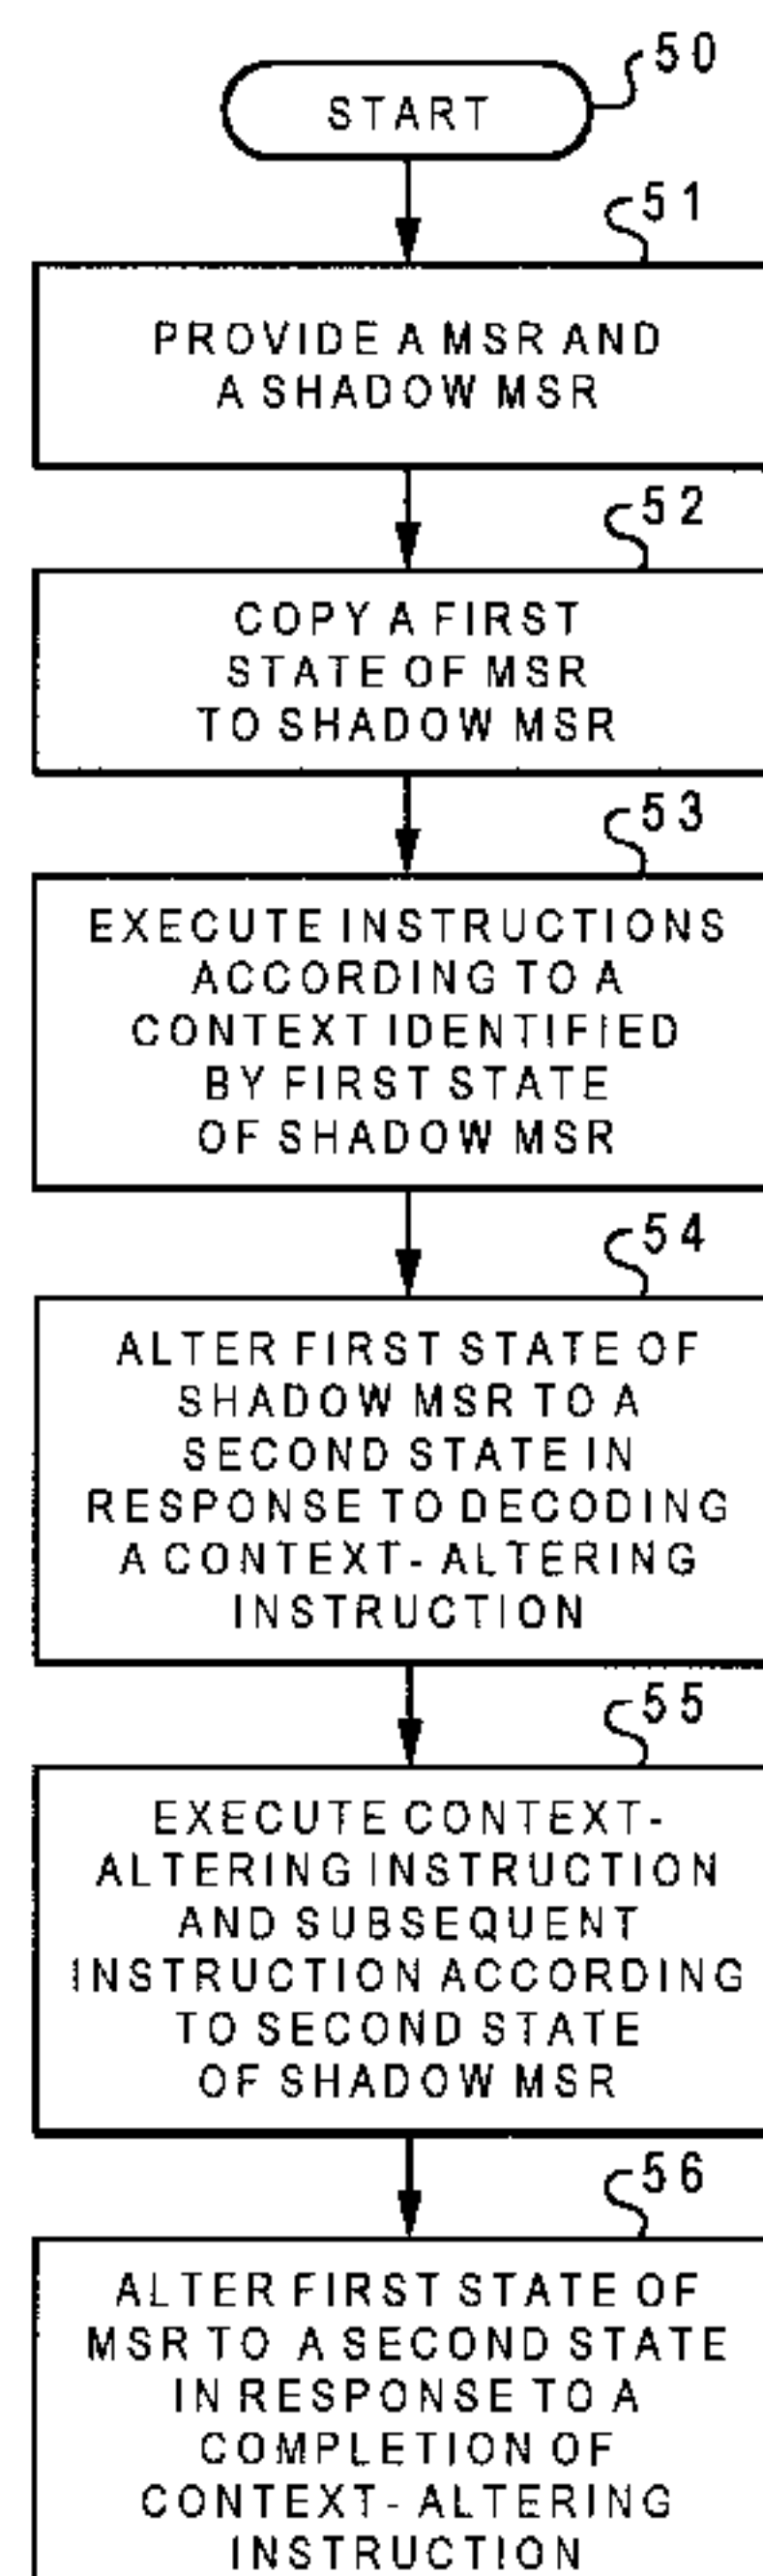 50
START
51
PROVIDE A MSR AND
A SHADOW MSR
52
COPY A FIRST
STATE OF MSR
TO SHADOW MSR
53
EXECUTE INSTRUCTIONS
ACCORDING TO A
CONTEXT IDENTIFIED
BY FIRST STATE
OF SHADOW MSR
54
ALTER FIRST STATE OF
SHADOW MSR TO A
SECOND STATE IN
RESPONSE TO DECODING
A CONTEXT-ALTERING
INSTRUCTION
55
EXECUTE CONTEXT-
ALTERING INSTRUCTION
AND SUBSEQUENT
INSTRUCTION ACCORDING
TO SECOND STATE
OF SHADOW MSR
56
ALTER FIRST STATE OF
MSR TO A SECOND STATE
IN RESPONSE TO A
COMPLETION OF
CONTEXT-ALTERING
INSTRUCTION